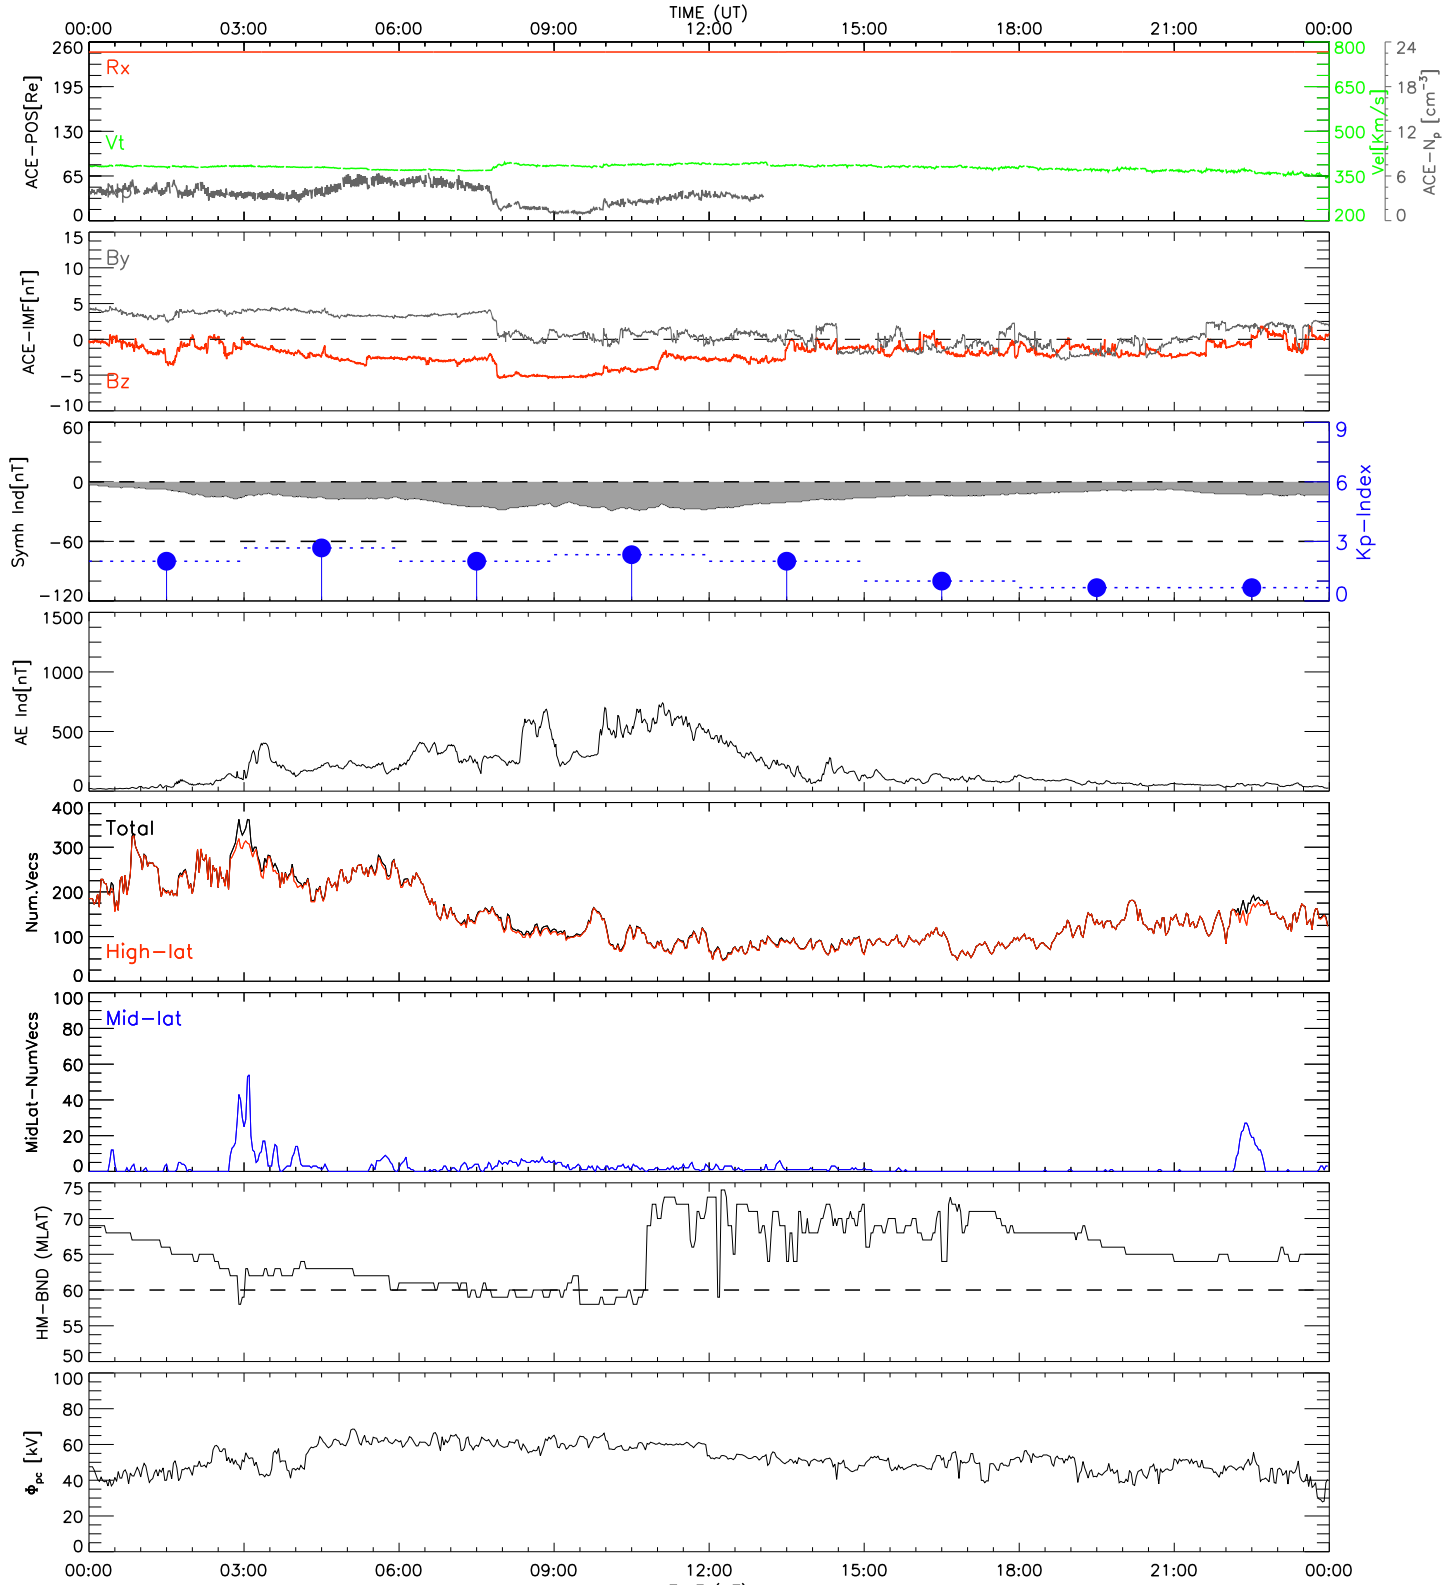 TIME (UT)
00:00 03:00 06:00 09:00 12:00 15:00 18:00 21:00 00:00
ACE-POS[Re]
260
195
130
65
0
Rx
Vt
800
650
500
350
200
Vel[Km/s]
24
18
12
6
0
ACE-Np [cm⁻³]
ACE-IMF[nT]
15
10
5
0
-5
-10
By
Bz
Symh Ind[nT]
60
0
-60
-120
9
6
3
0
Kp-Index
AE Ind[nT]
1500
1000
500
0
Num.Vecs
400
300
200
100
0
Total
High-lat
MidLat-NumVecs
100
80
60
40
20
0
Mid-lat
HM-BND (MLAT)
75
70
65
60
55
50
Φpc [kV]
100
80
60
40
20
0
00:00 03:00 06:00 09:00 12:00 15:00 18:00 21:00 00:00